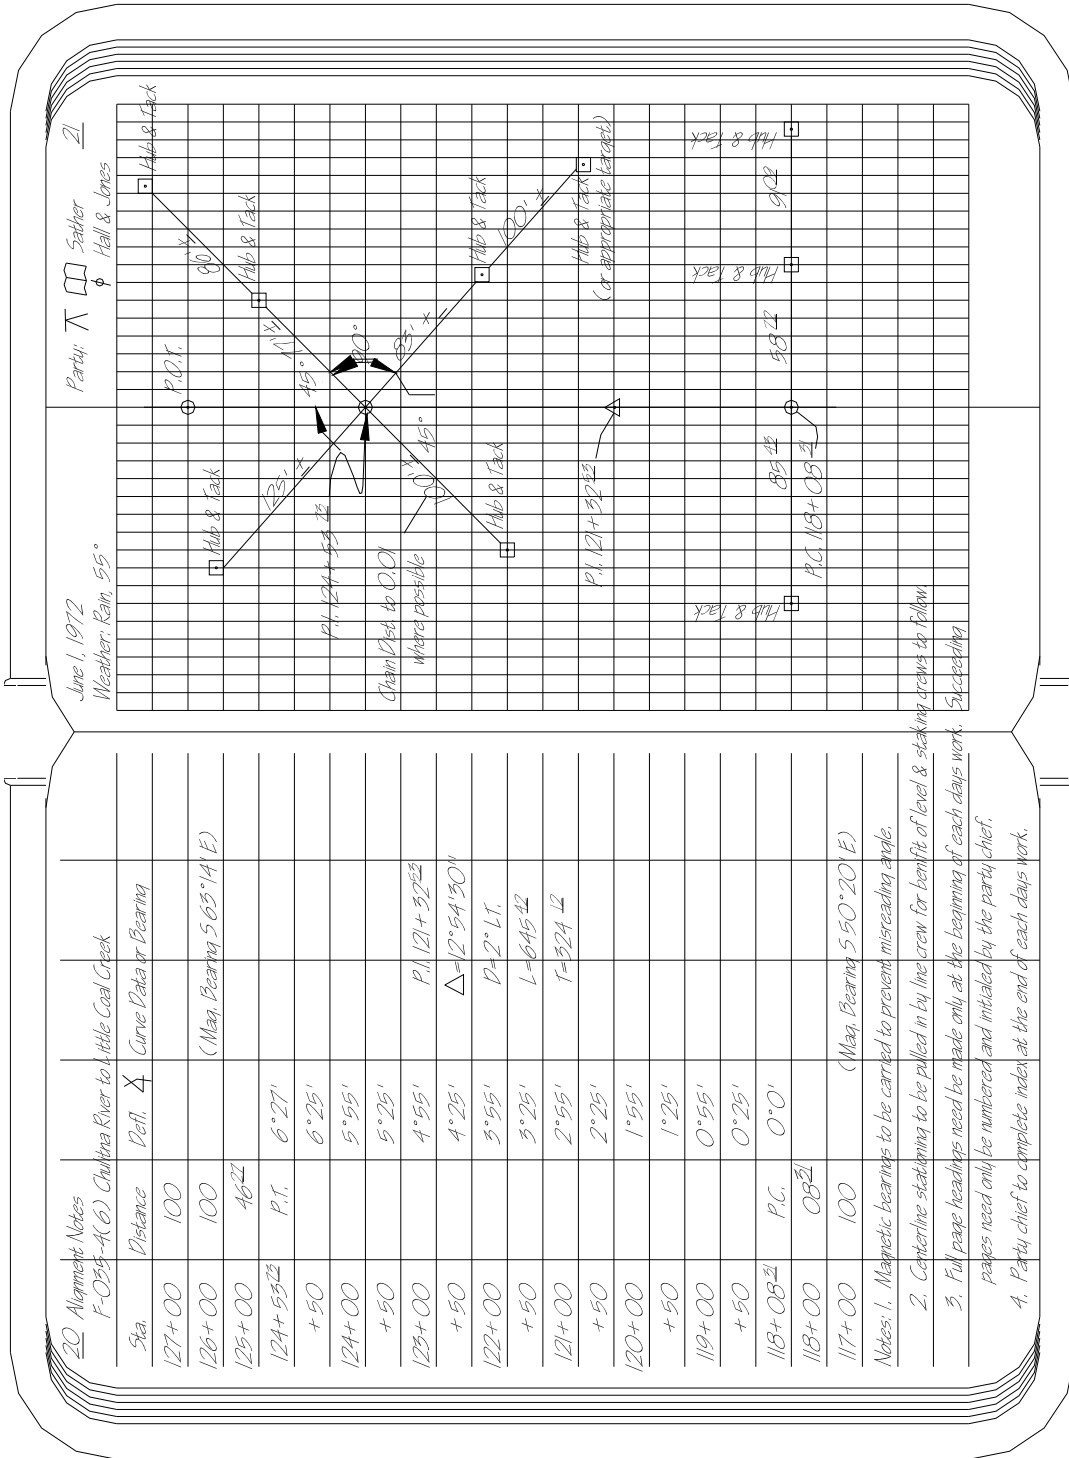 20 Alignment Notes
F-035-4(6) Chulitna River to Little Coal Creek
Sta. Distance Defl. Curve Data or Bearing
127+00 100
126+00 100 (Mag. Bearing S 63°14' E)
125+00 46 27
124+53 73 P.T. 6°27'
+50 6°25'
124+00 5°55'
+50 5°25'
123+00 4°55' P.I. 121+32 53
+50 4°25' △=12°54'30"
122+00 3°55' D=2° LT.
+50 3°25' L=645 42
121+00 2°55' T=324 12
+50 2°25'
120+00 1°55'
+50 1°25'
119+00 0°55'
+50 0°25'
118+08 31 P.C. 0°0'
118+00 08 31
117+00 100 (Mag. Bearing S 50°20' E)
Notes: 1. Magnetic bearings to be carried to prevent misreading angle.
2. Centerline stationing to be pulled in by line crew for benifit of level & staking crews to follow.
3. Full page headings need be made only at the beginning of each days work. Succeeding
pages need only be numbered and initialed by the party chief.
4. Party chief to complete index at the end of each days work.
June 1, 1972 Party: Sather 21
Weather: Rain, 55° Hall & Jones
Hub & Tack
P.O.T.
Hub & Tack
86' x
Hub & Tack
125' x
45°
P.I. 124+53 73
90°
Chain Dist. to 0.01
where possible
100' x
45°
83' x
Hub & Tack
Hub & Tack
100' x
Hub & Tack
(or appropriate target)
P.I. 121+32 53
Hub & Tack
85 43
58 72
Hub & Tack
Hub & Tack
P.C. 118+08 31